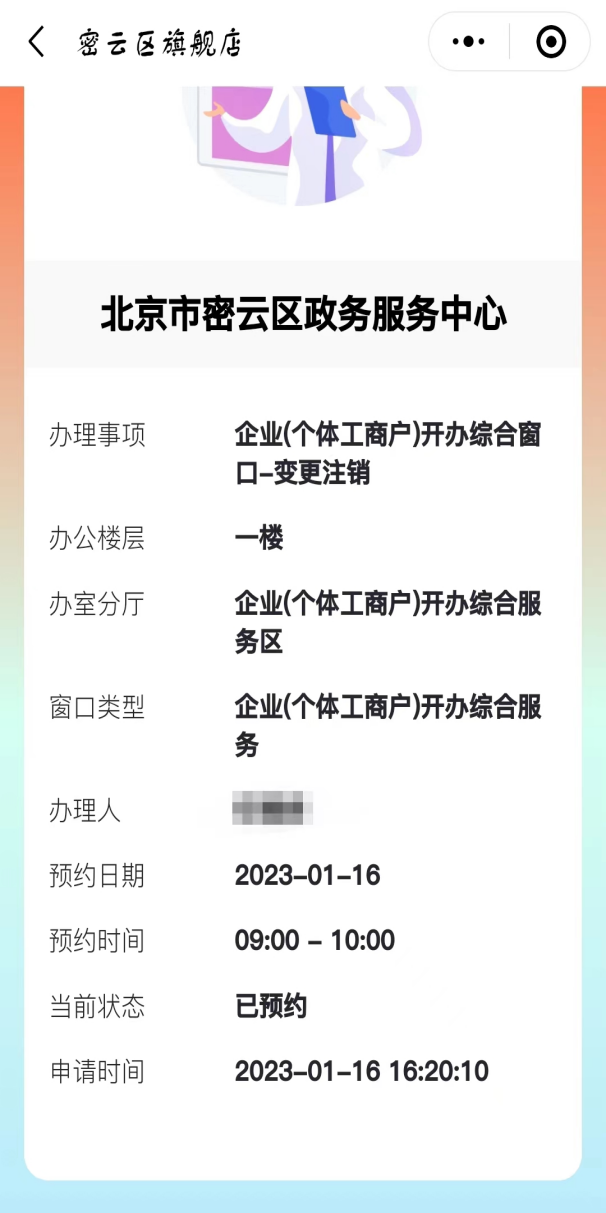 密云区旗舰店
北京市密云区政务服务中心
办理事项 企业(个体工商户)开办综合窗
口-变更注销
办公楼层 一楼
办室分厅 企业(个体工商户)开办综合服
务区
窗口类型 企业(个体工商户)开办综合服
务
办理人
预约日期 2023-01-16
预约时间 09:00 - 10:00
当前状态 已预约
申请时间 2023-01-16 16:20:10